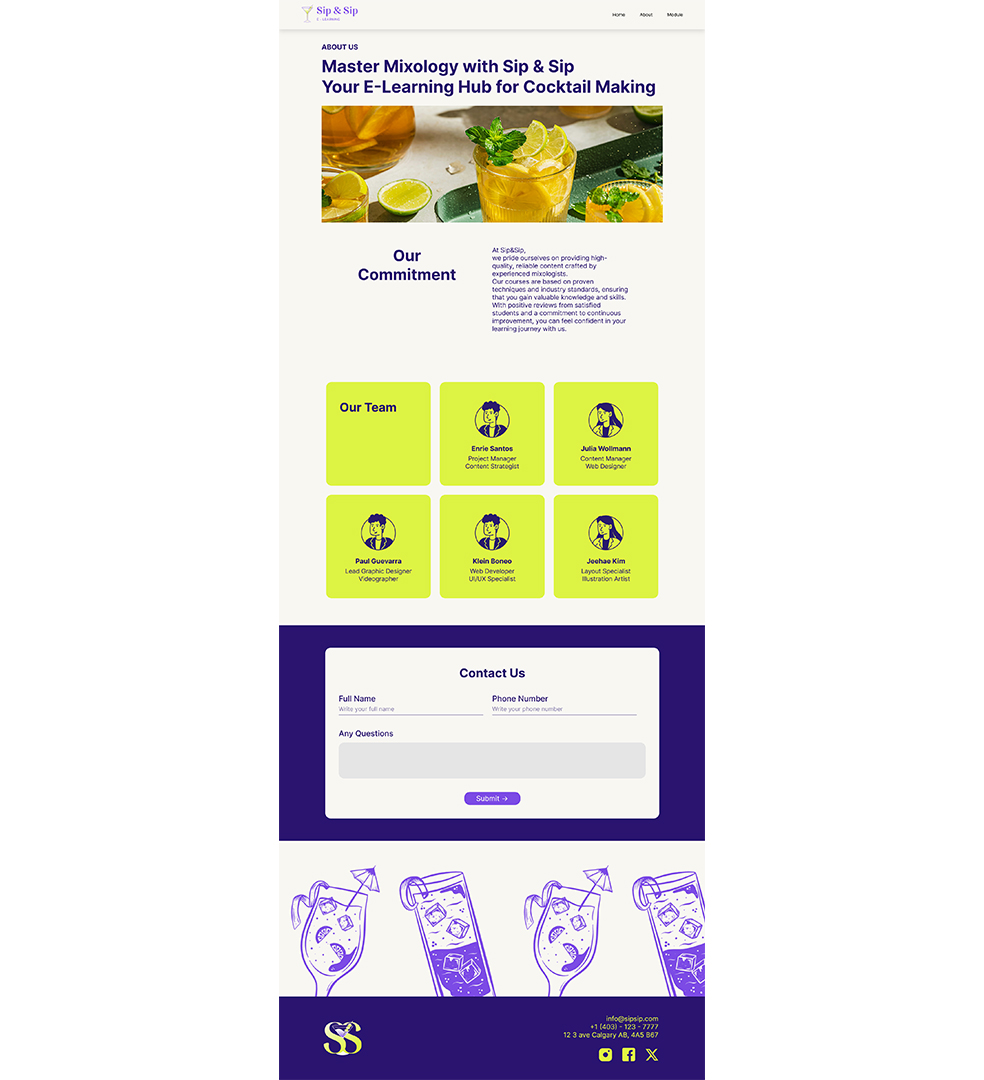 Sip & Sip
E - LEARNING
Home About Module
ABOUT US
Master Mixology with Sip & Sip
Your E-Learning Hub for Cocktail Making
Our
Commitment
At Sip&Sip,
we pride ourselves on providing high-
quality, reliable content crafted by
experienced mixologists.
Our courses are based on proven
techniques and industry standards, ensuring
that you gain valuable knowledge and skills.
With positive reviews from satisfied
students and a commitment to continuous
improvement, you can feel confident in your
learning journey with us.
Our Team
Enrie Santos
Project Manager
Content Strategist
Julia Wollmann
Content Manager
Web Designer
Paul Guevarra
Lead Graphic Designer
Videographer
Klein Boneo
Web Developer
UI/UX Specialist
Jeehae Kim
Layout Specialist
Illustration Artist
Contact Us
Full Name
Write your full name
Phone Number
Write your phone number
Any Questions
Submit →
SS
info@sipsip.com
+1 (403) - 123 - 7777
12 3 ave Calgary AB, 4A5 B67